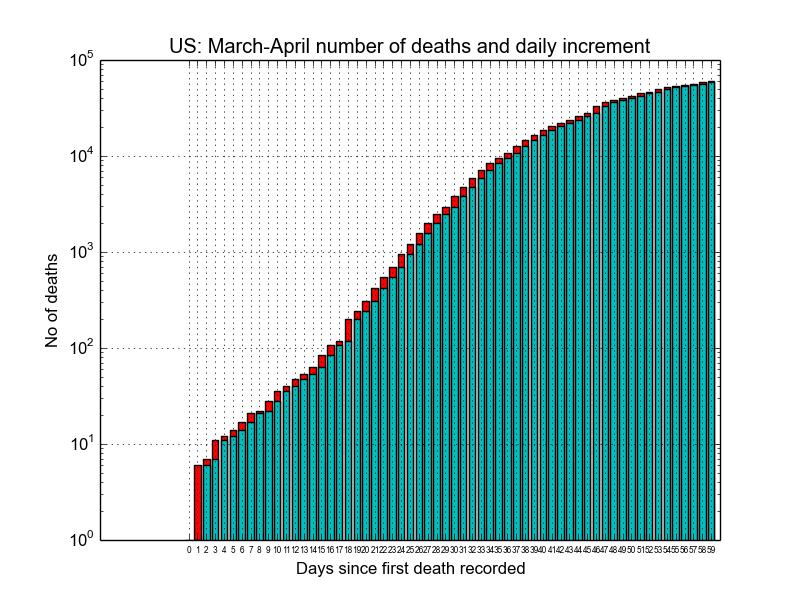 US: March-April number of deaths and daily increment
10^5
10^4
10^3
10^2
10^1
10^0
No of deaths
0 1 2 3 4 5 6 7 8 9 10 11 12 13 14 15 16 17 18 19 20 21 22 23 24 25 26 27 28 29 30 31 32 33 34 35 36 37 38 39 40 41 42 43 44 45 46 47 48 49 50 51 52 53 54 55 56 57 58 59
Days since first death recorded